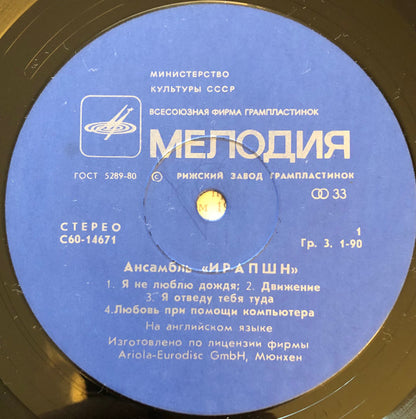 МИНИСТЕРСТВО
КУЛЬТУРЫ СССР
ВСЕСОЮЗНАЯ ФИРМА ГРАМПЛАСТИНОК
МЕЛОДИЯ
ГОСТ 5289-80 © РИЖСКИЙ ЗАВОД ГРАМПЛАСТИНОК
33
СТЕРЕО
С60-14671
1
Гр. 3. 1-90
Ансамбль «ИРАПШН»
1. Я не люблю дождя; 2. Движение
3. Я отведу тебя туда
4.Любовь при помощи компьютера
На английском языке
Изготовлено по лицензии фирмы
Ariola-Eurodisc GmbH, Мюнхен